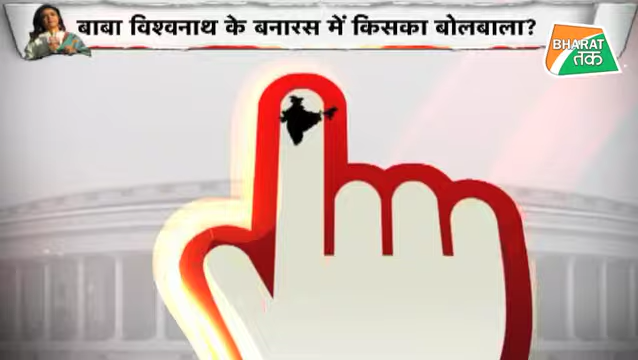 बाबा विश्वनाथ के बनारस में किसका बोलबाला?
BHARAT
तक